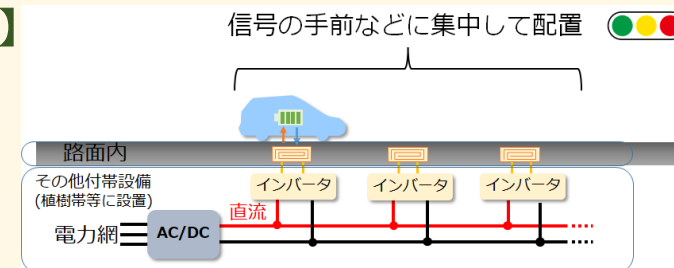 信号の手前などに集中して配置
路面内
その他付帯設備
(植樹帯等に設置)
インバータ
インバータ
インバータ
直流
電力網
AC/DC